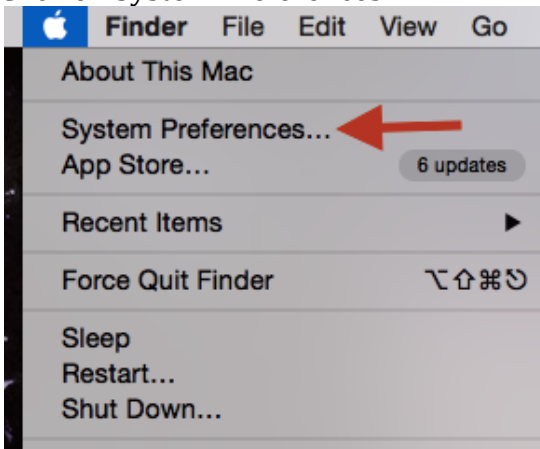 Finder File Edit View Go
About This Mac
System Preferences...
App Store... 6 updates
Recent Items ▶
Force Quit Finder ⌥⇧⌘⎋
Sleep
Restart...
Shut Down...